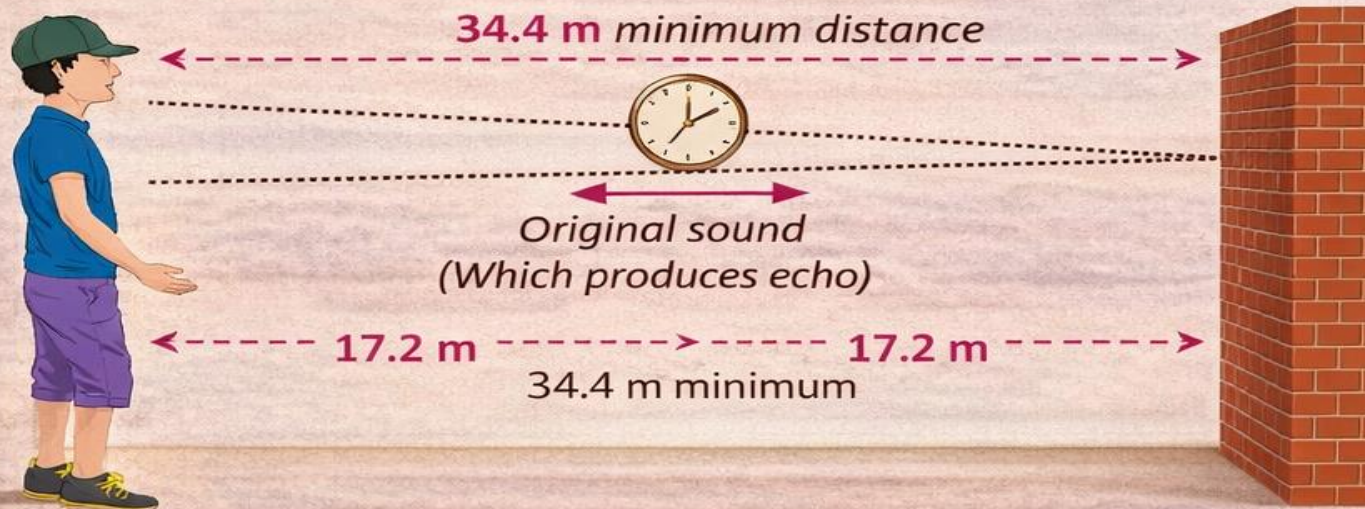 34.4 m minimum distance
Original sound
(Which produces echo)
17.2 m 17.2 m
34.4 m minimum